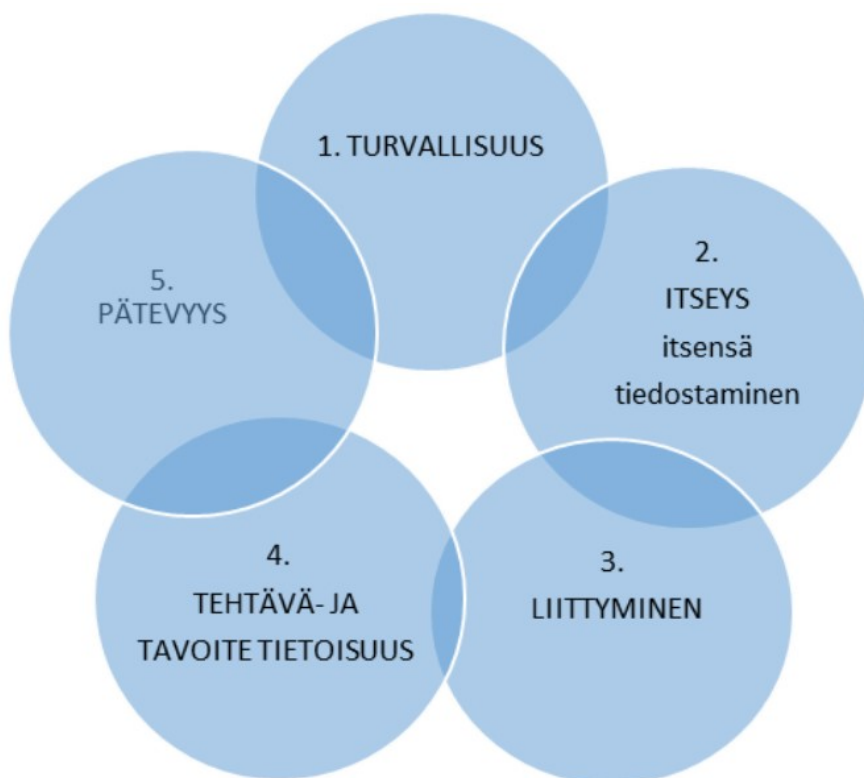 1. TURVALLISUUS
2.
ITSEYS
itsensä
tiedostaminen
3.
LIITTYMINEN
4.
TEHTÄVÄ- JA
TAVOITE TIETOISUUS
5.
PÄTEVYYS